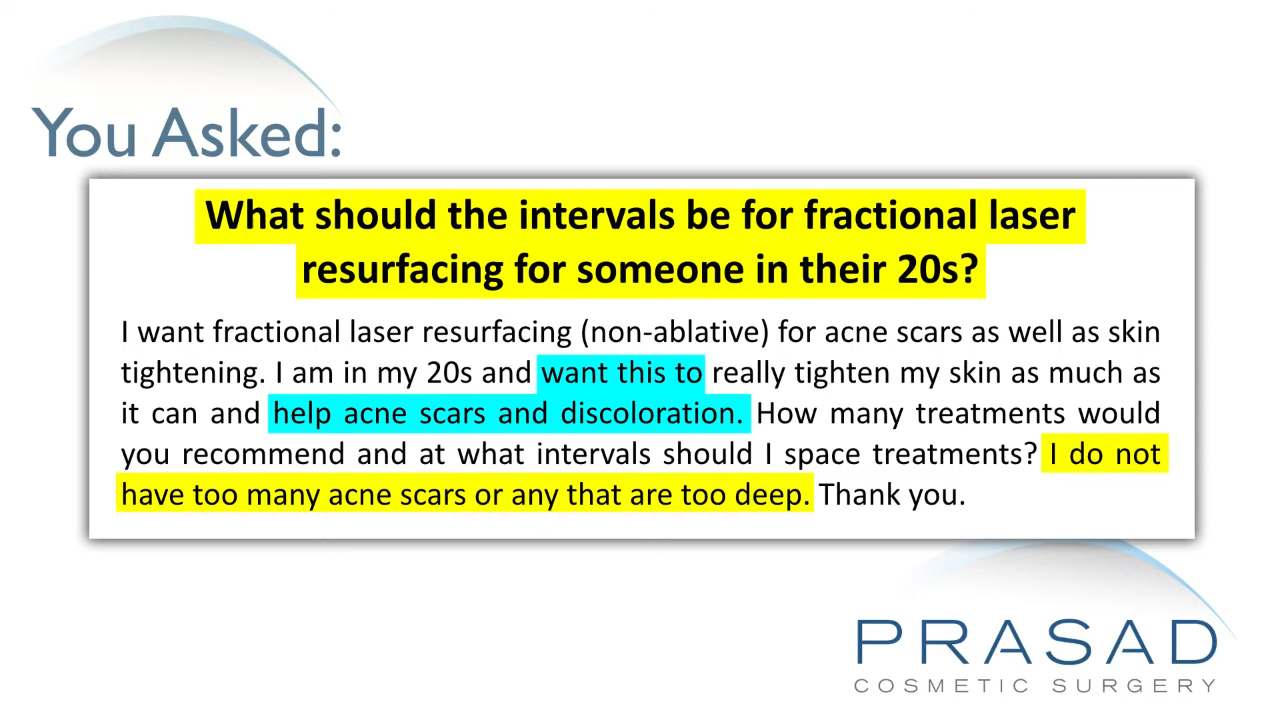 You Asked:
What should the intervals be for fractional laser
resurfacing for someone in their 20s?
I want fractional laser resurfacing (non-ablative) for acne scars as well as skin
tightening. I am in my 20s and want this to really tighten my skin as much as
it can and help acne scars and discoloration. How many treatments would
you recommend and at what intervals should I space treatments? I do not
have too many acne scars or any that are too deep. Thank you.
PRASAD
COSMETIC SURGERY